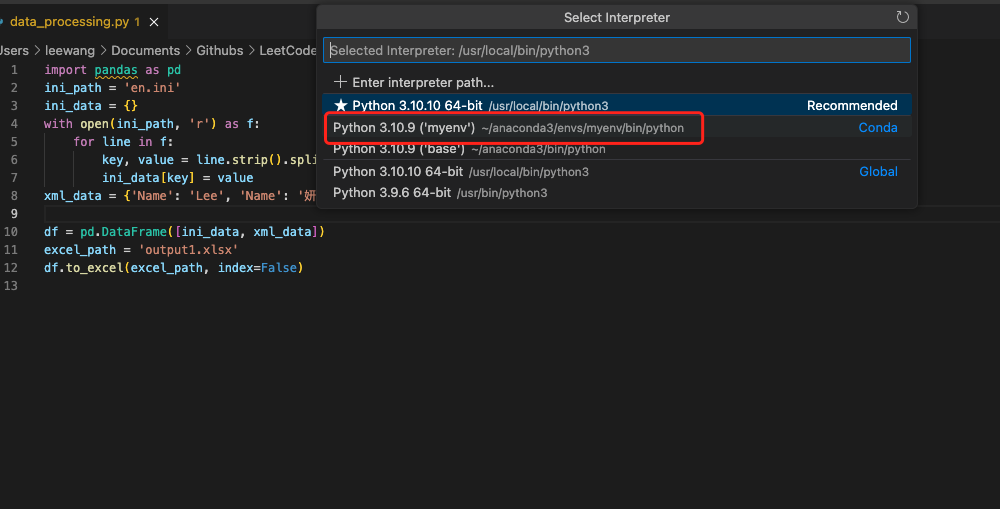 data_processing.py 1 ×
Select Interpreter
Users > leewang > Documents > Githubs > LeetCode
Selected Interpreter: /usr/local/bin/python3
+ Enter interpreter path...
★ Python 3.10.10 64-bit /usr/local/bin/python3 Recommended
Python 3.10.9 ('myenv') ~/anaconda3/envs/myenv/bin/python Conda
Python 3.10.9 ('base') ~/anaconda3/bin/python
Python 3.10.10 64-bit /usr/local/bin/python3 Global
Python 3.9.6 64-bit /usr/bin/python3
1 import pandas as pd
2 ini_path = 'en.ini'
3 ini_data = {}
4 with open(ini_path, 'r') as f:
5 for line in f:
6 key, value = line.strip().spli
7 ini_data[key] = value
8 xml_data = {'Name': 'Lee', 'Name': '妍
9
10 df = pd.DataFrame([ini_data, xml_data])
11 excel_path = 'output1.xlsx'
12 df.to_excel(excel_path, index=False)
13